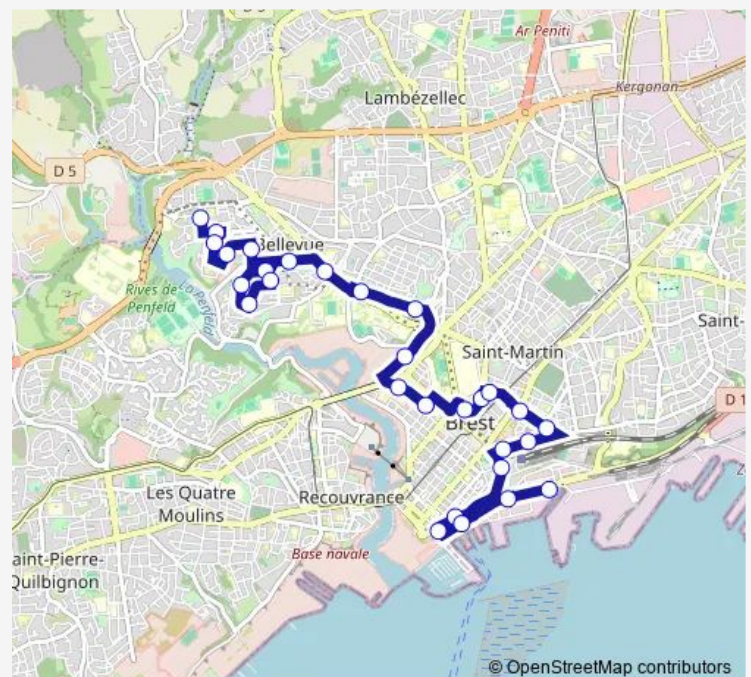 Ar Peniti
Kergonan
Lambézellec
D 5
Bellevue
Rives de
Penfeld
La Penfeld
Saint-
Saint-Martin
D 1
Brest
Les Quatre
Moulins
Recouvrance
Base navale
aint-Pierre-
Quilbignon
© OpenStreetMap contributors